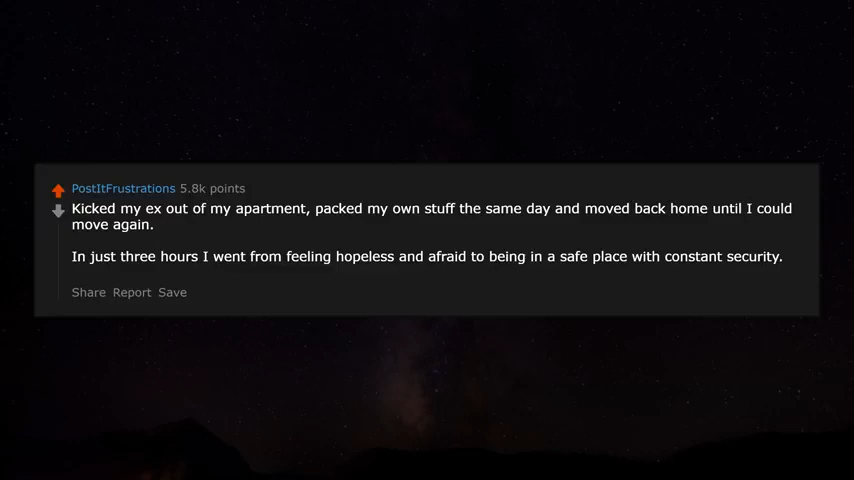 PostItFrustrations 5.8k points
Kicked my ex out of my apartment, packed my own stuff the same day and moved back home until I could
move again.
In just three hours I went from feeling hopeless and afraid to being in a safe place with constant security.
Share Report Save